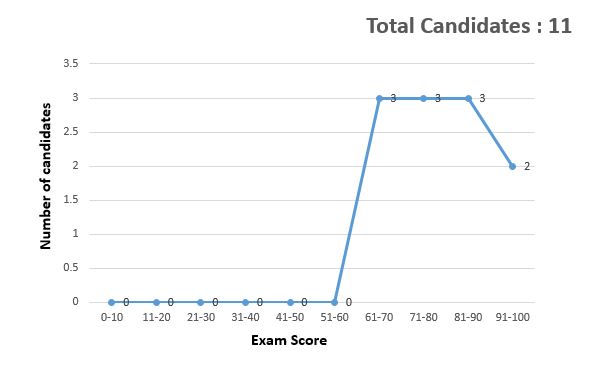 Total Candidates : 11
3.5
3
2.5
2
1.5
1
0.5
0
Number of candidates
0 0 0 0 0 0 3 3 3 2
0-10 11-20 21-30 31-40 41-50 51-60 61-70 71-80 81-90 91-100
Exam Score